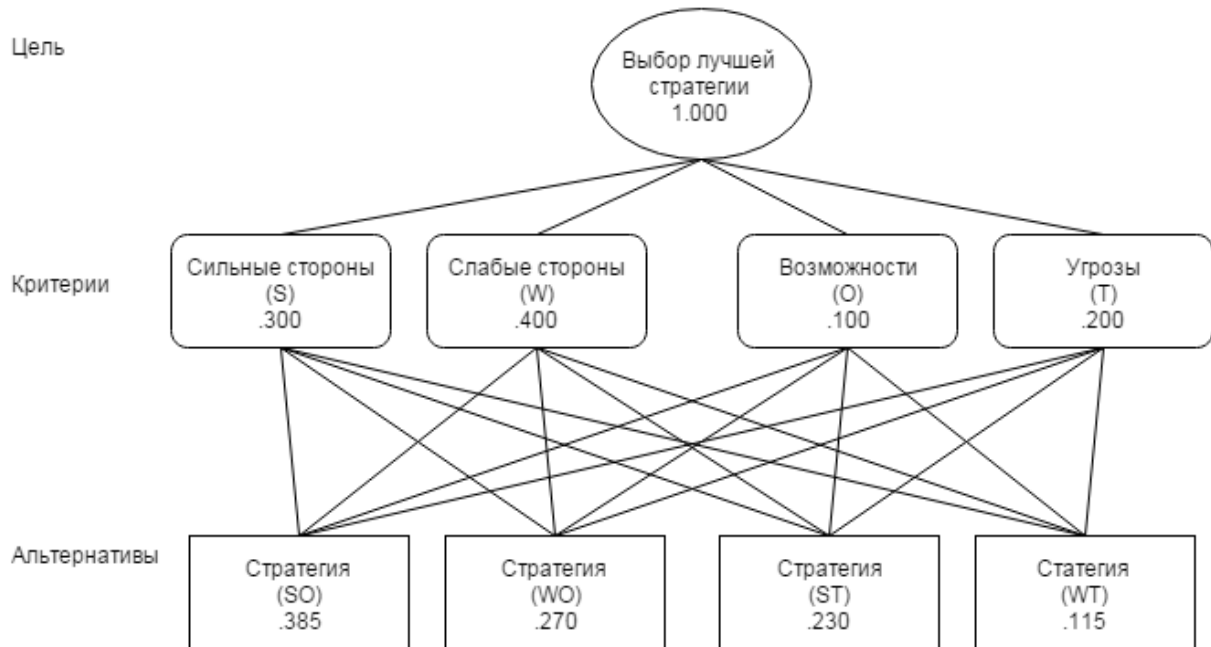 Цель
Выбор лучшей
стратегии
1.000
Критерии
Сильные стороны
(S)
.300
Слабые стороны
(W)
.400
Возможности
(O)
.100
Угрозы
(T)
.200
Альтернативы
Стратегия
(SO)
.385
Стратегия
(WO)
.270
Стратегия
(ST)
.230
Статегия
(WT)
.115